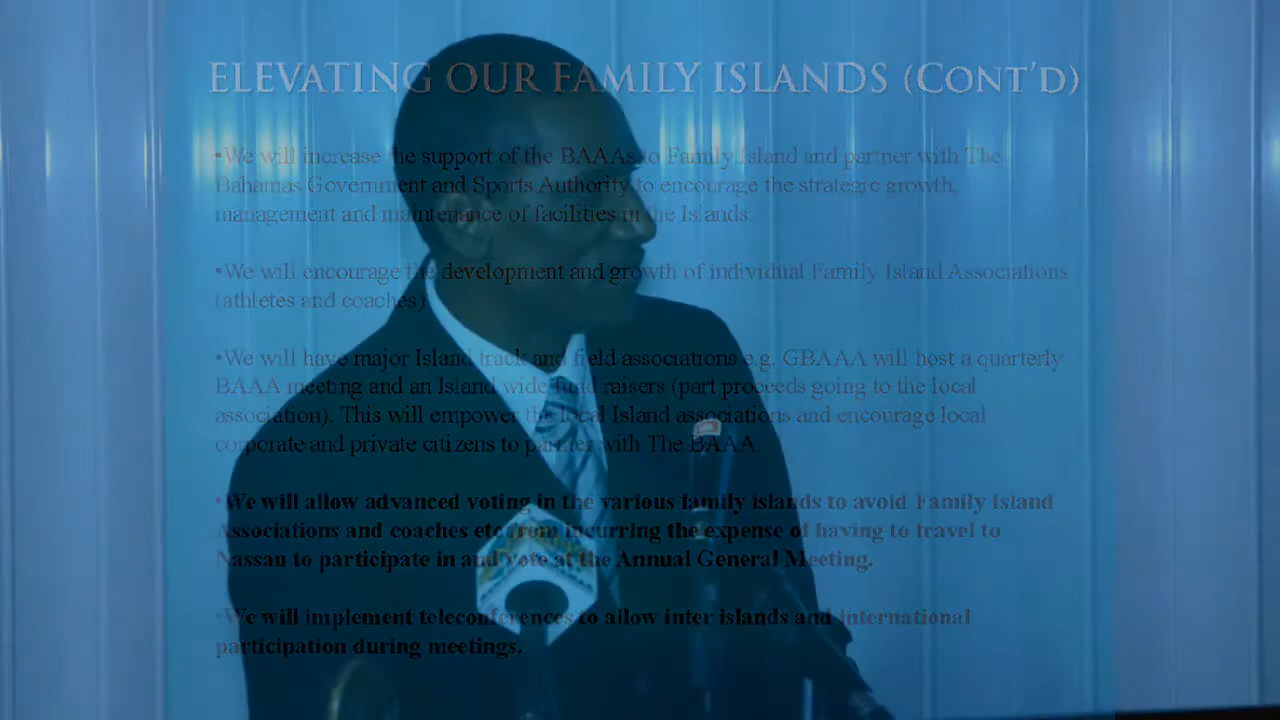 ELEVATING OUR FAMILY ISLANDS (CONT'D)
•We will increase the support of the BAAAs to Family Island and partner with The
Bahamas Government and Sports Authority to encourage the strategic growth,
management and maintenance of facilities in the Islands.
•We will encourage the development and growth of individual Family Island Associations
(athletes and coaches)
•We will have major Island track and field associations e.g. GBAAA will host a quarterly
BAAA meeting and an Island wide fund raisers (part proceeds going to the local
association). This will empower the local Island associations and encourage local
corporate and private citizens to partner with The BAAA.
•We will allow advanced voting in the various family islands to avoid Family Island
Associations and coaches etc from incurring the expense of having to travel to
Nassau to participate in and vote at the Annual General Meeting.
•We will implement teleconferences to allow inter islands and international
participation during meetings.